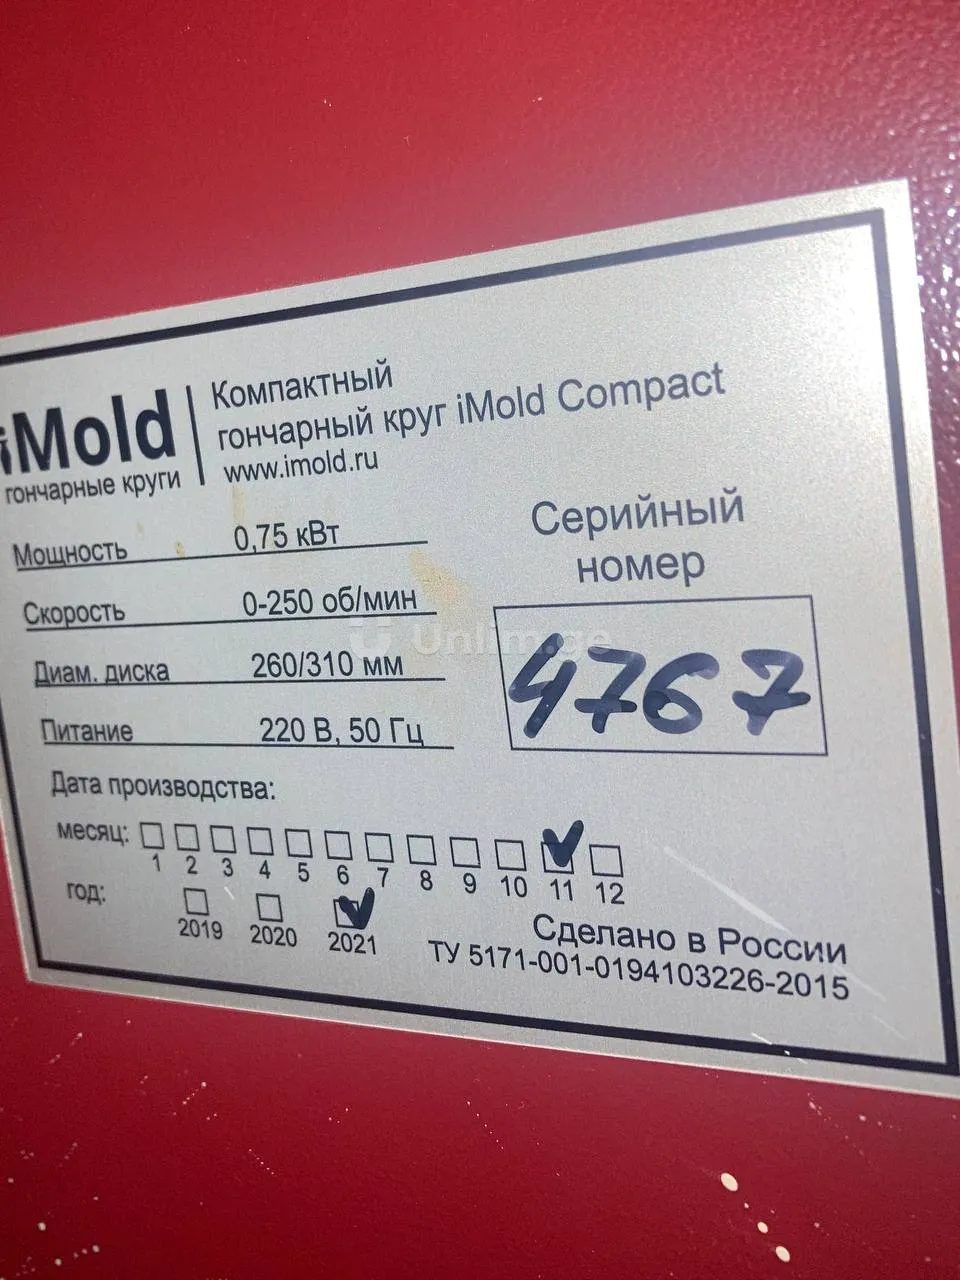 iMold
гончарные круги
Компактный
гончарный круг iMold Compact
www.imold.ru
Мощность 0,75 кВт
Скорость 0-250 об/мин
Диам. диска 260/310 мм
Питание 220 В, 50 Гц
Серийный
номер
4767
Unlim.ge
Дата производства:
месяц:
1 2 3 4 5 6 7 8 9 10 11 12
год:
2019 2020 2021
Сделано в России
ТУ 5171-001-0194103226-2015